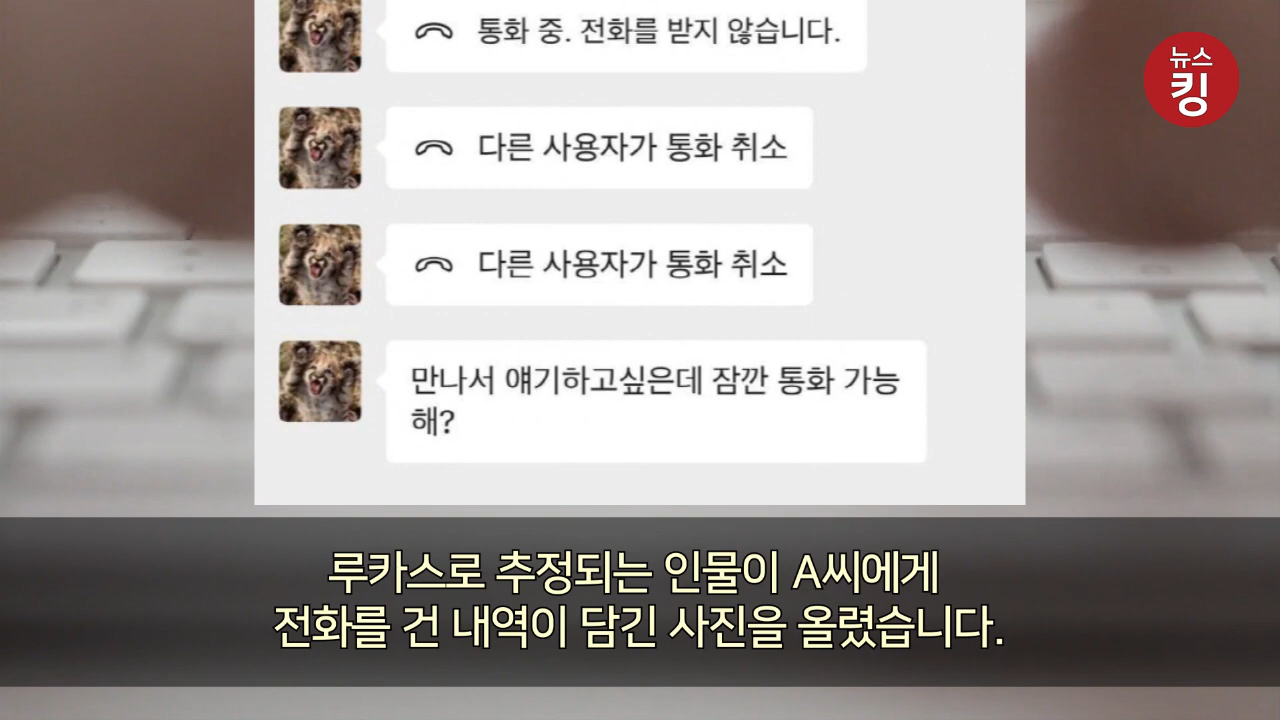 통화 중. 전화를 받지 않습니다.
뉴스
킹
다른 사용자가 통화 취소
다른 사용자가 통화 취소
만나서 얘기하고싶은데 잠깐 통화 가능
해?
루카스로 추정되는 인물이 A씨에게
전화를 건 내역이 담긴 사진을 올렸습니다.